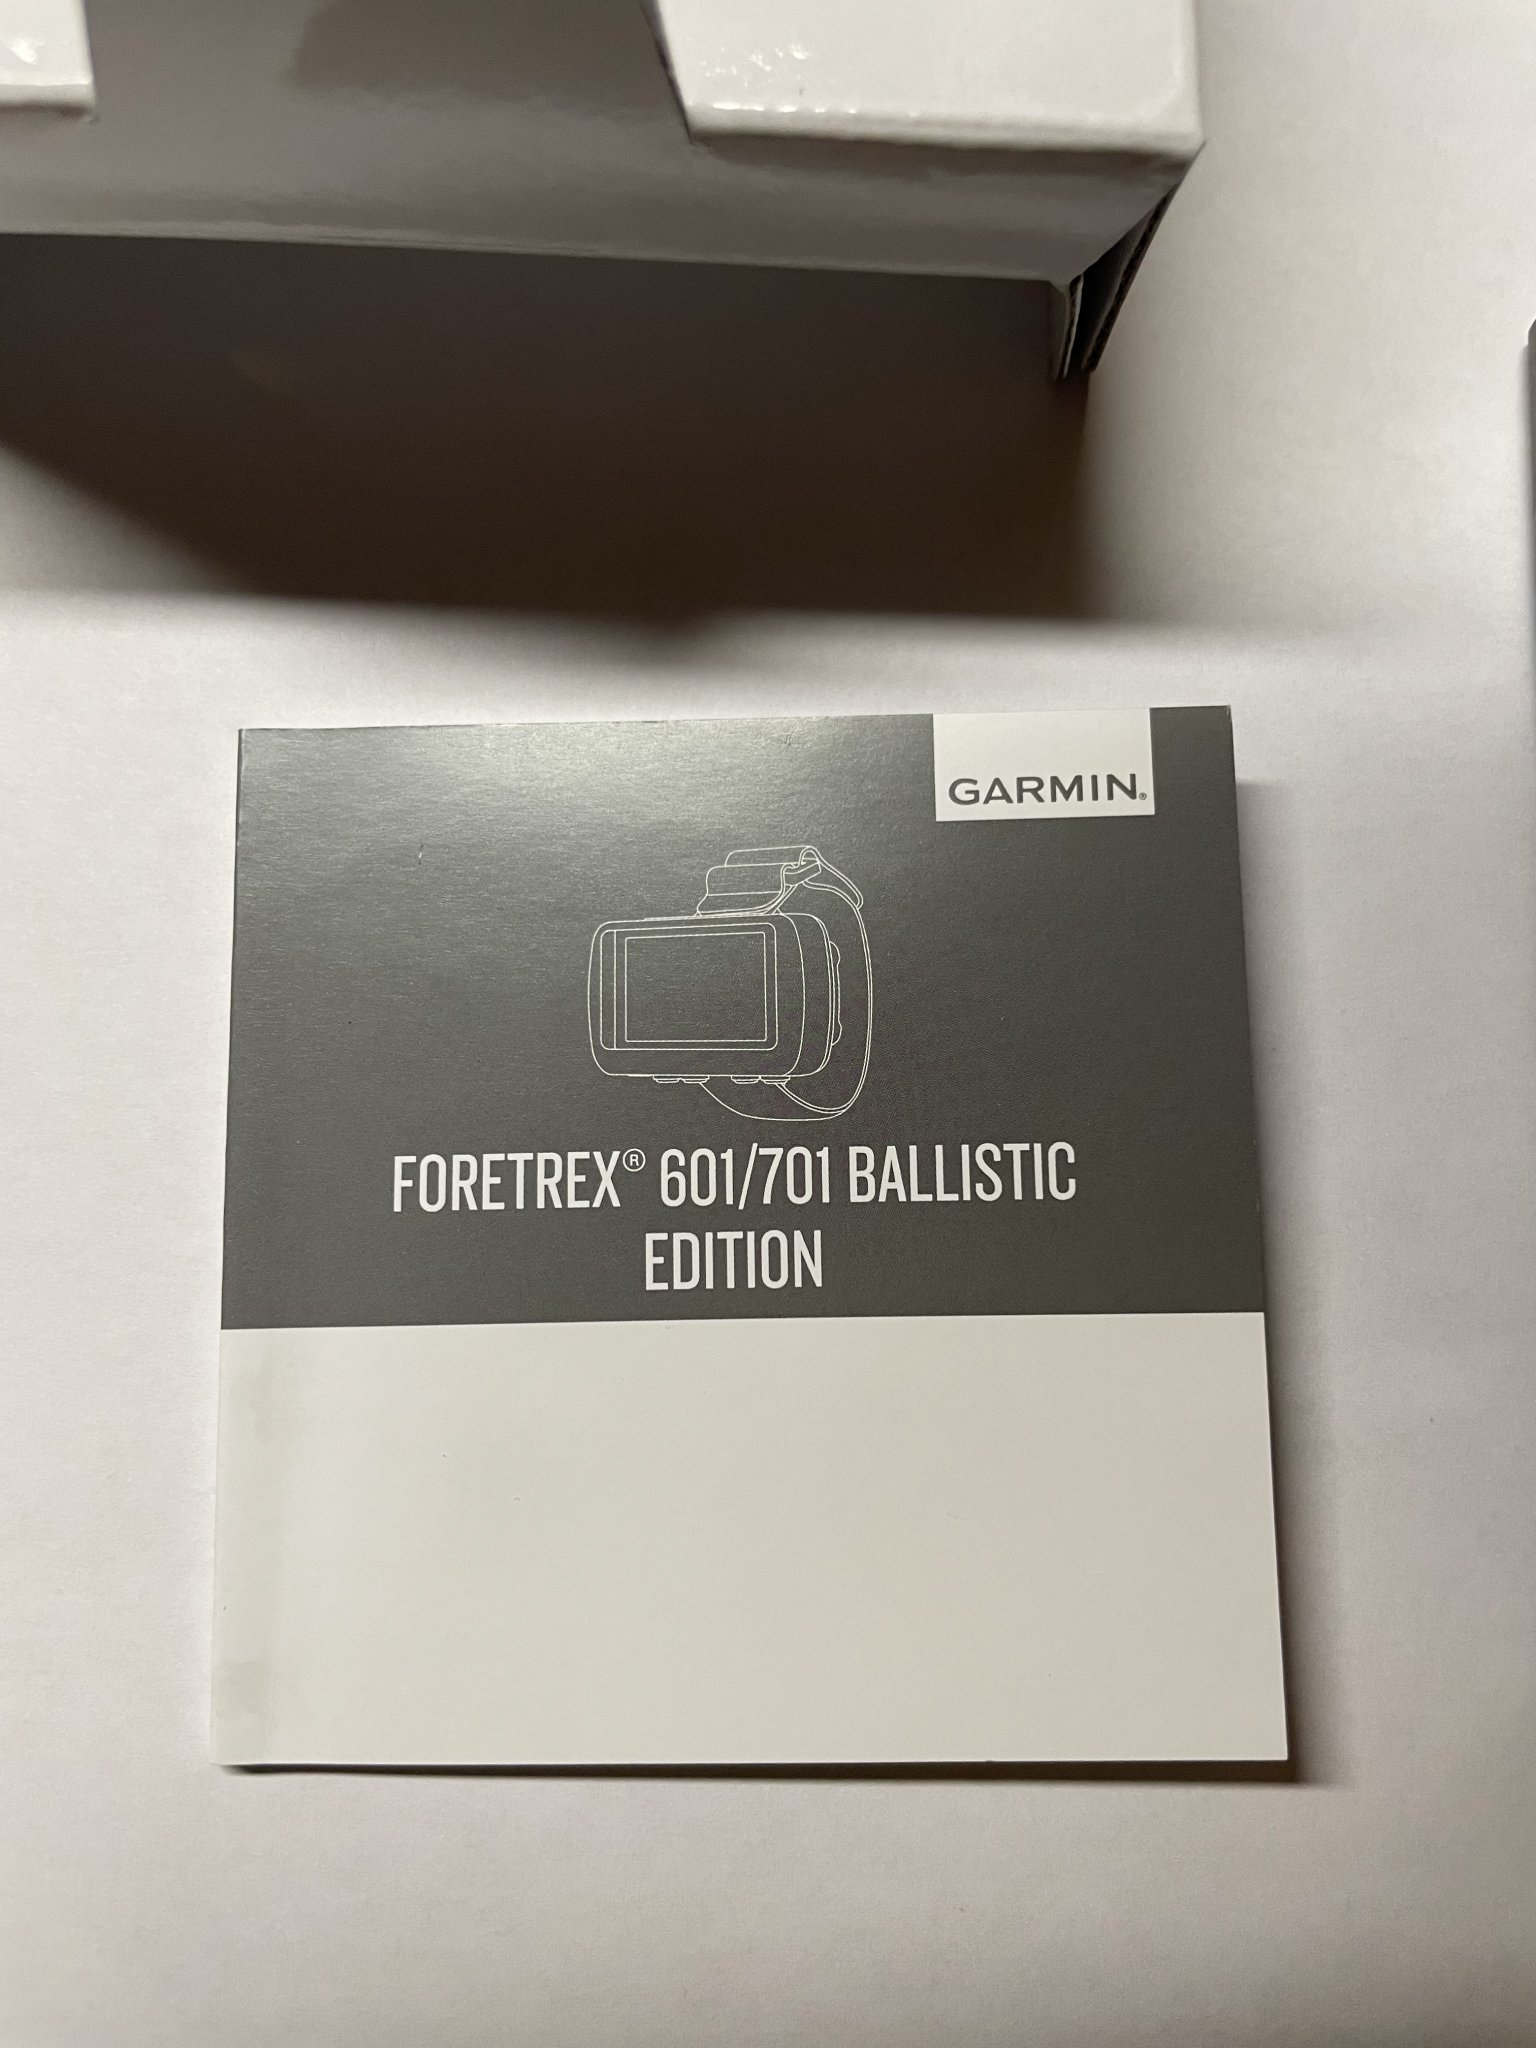 GARMIN®
FORETREX® 601/701 BALLISTIC
EDITION